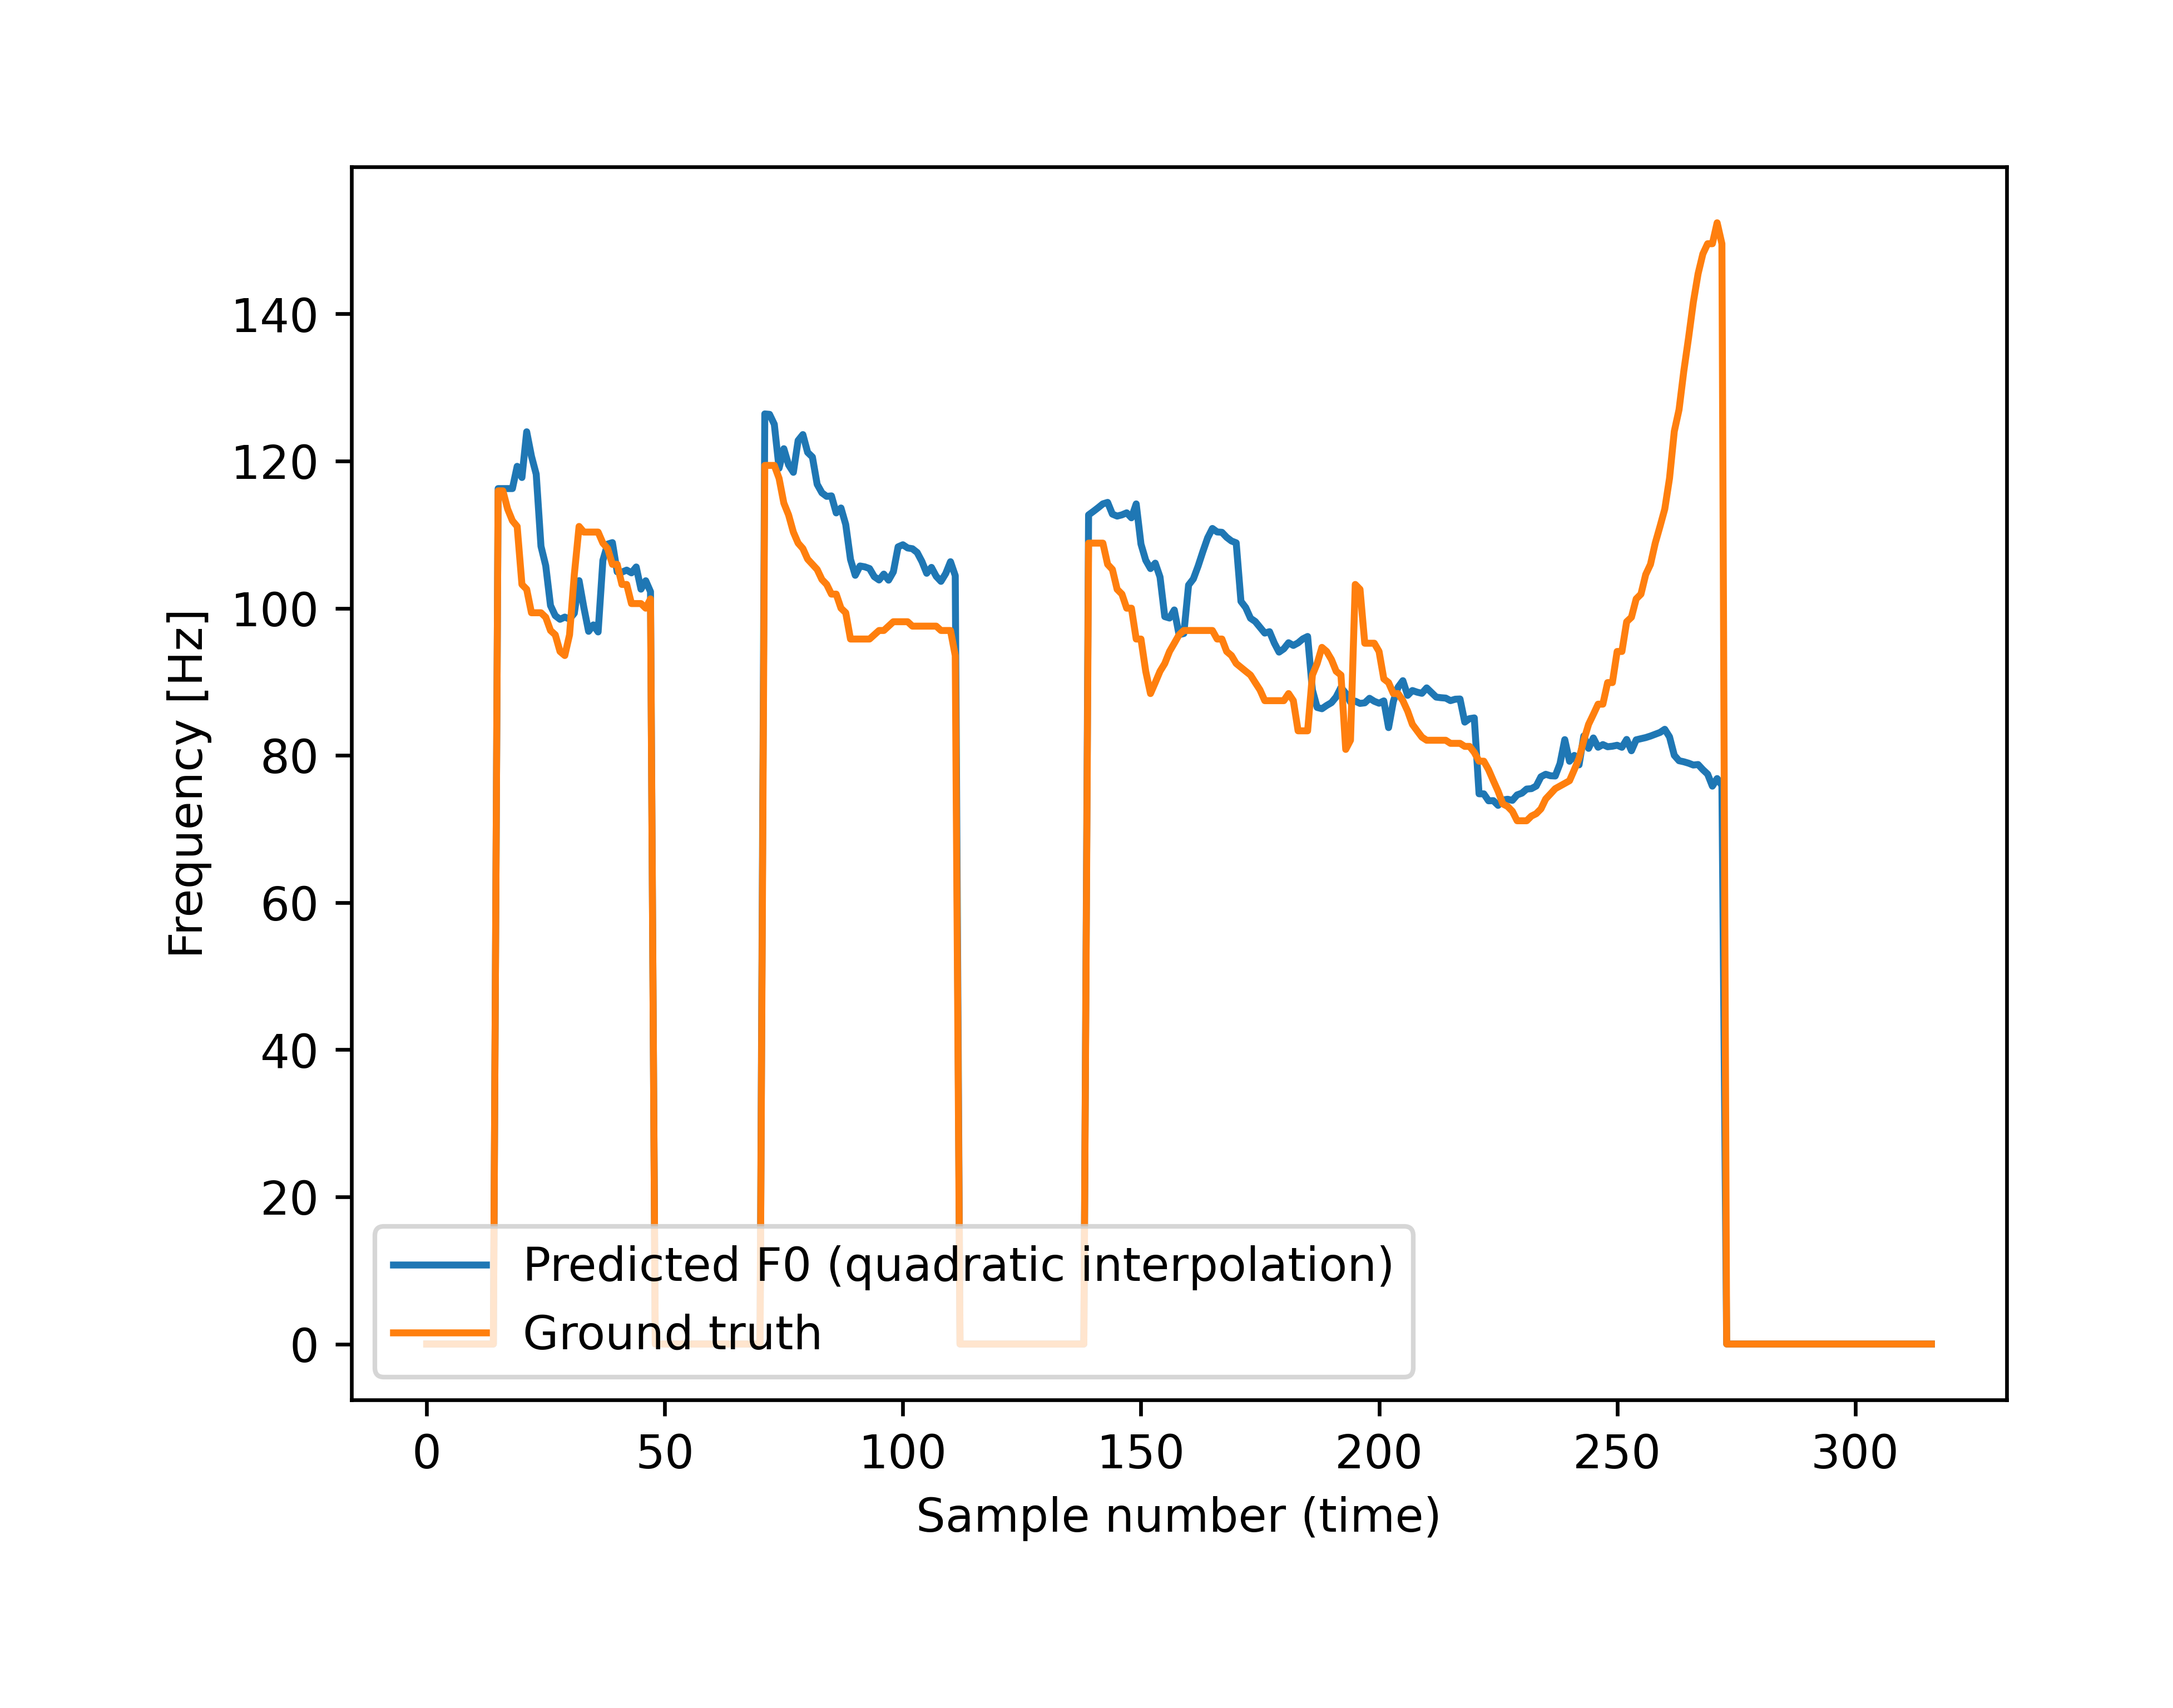 140
120
100
80
60
40
20
0
Frequency [Hz]
Predicted F0 (quadratic interpolation)
Ground truth
0 50 100 150 200 250 300
Sample number (time)